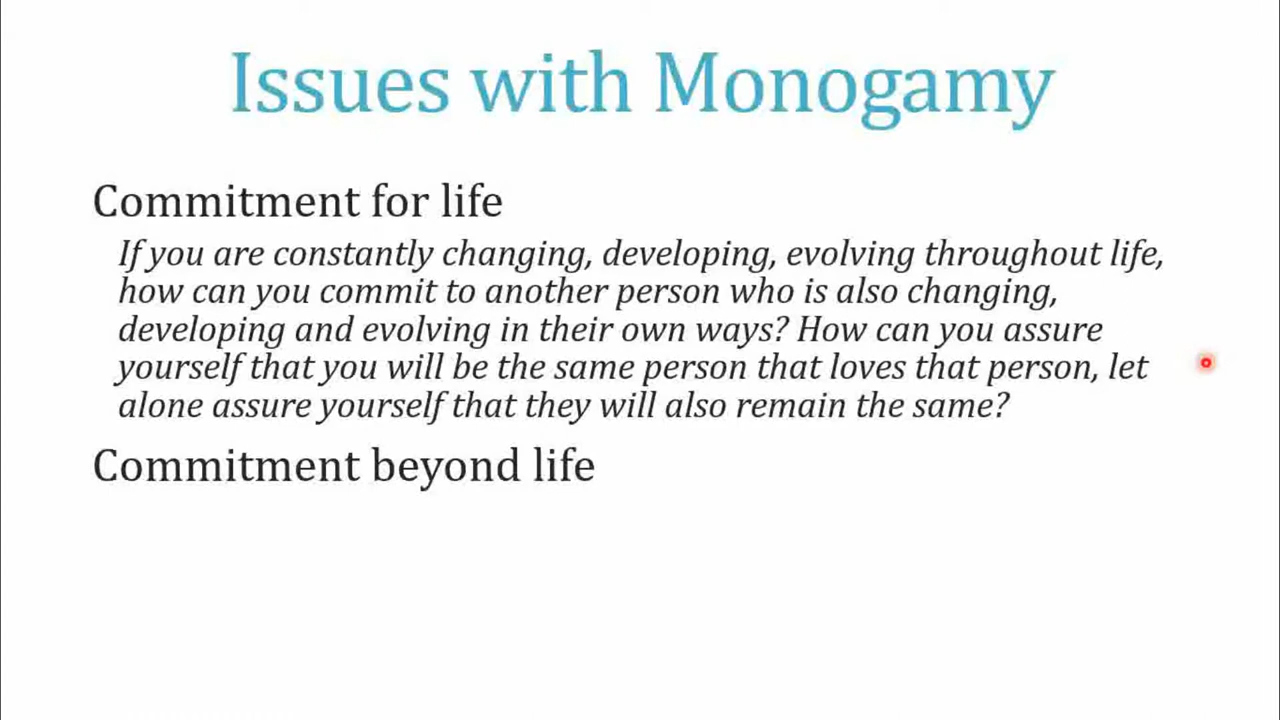 Issues with Monogamy
Commitment for life
If you are constantly changing, developing, evolving throughout life,
how can you commit to another person who is also changing,
developing and evolving in their own ways? How can you assure
yourself that you will be the same person that loves that person, let
alone assure yourself that they will also remain the same?
Commitment beyond life